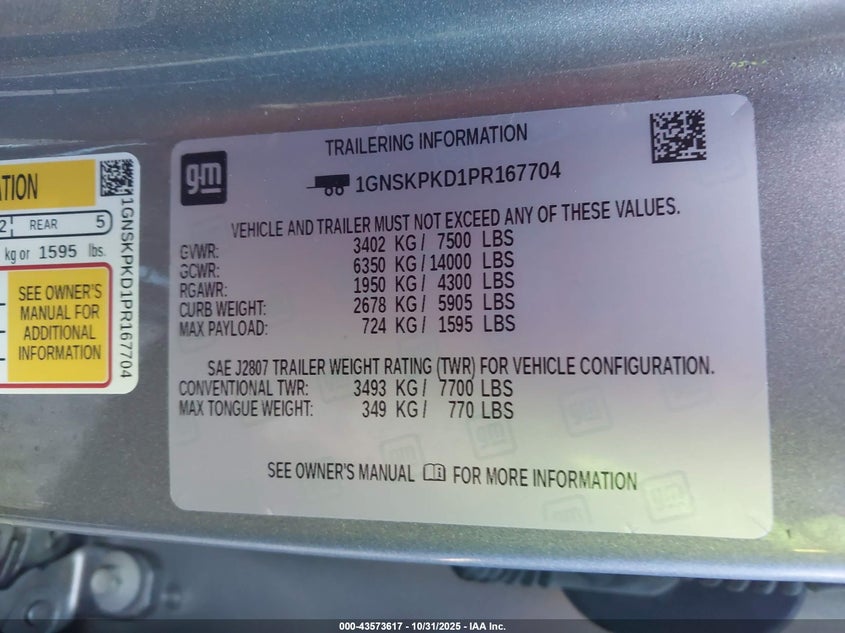 TRAILERING INFORMATION
gm
1GNSKPKD1PR167704
VEHICLE AND TRAILER MUST NOT EXCEED ANY OF THESE VALUES.
GVWR: 3402 KG / 7500 LBS
GCWR: 6350 KG / 14000 LBS
RGAWR: 1950 KG / 4300 LBS
CURB WEIGHT: 2678 KG / 5905 LBS
MAX PAYLOAD: 724 KG / 1595 LBS
SAE J2807 TRAILER WEIGHT RATING (TWR) FOR VEHICLE CONFIGURATION.
CONVENTIONAL TWR: 3493 KG / 7700 LBS
MAX TONGUE WEIGHT: 349 KG / 770 LBS
SEE OWNER'S MANUAL FOR MORE INFORMATION
REAR 5
kg or 1595 lbs.
SEE OWNER'S
MANUAL FOR
ADDITIONAL
INFORMATION
1GNSKPKD1PR167704
000-43573617 - 10/31/2025 - IAA Inc.